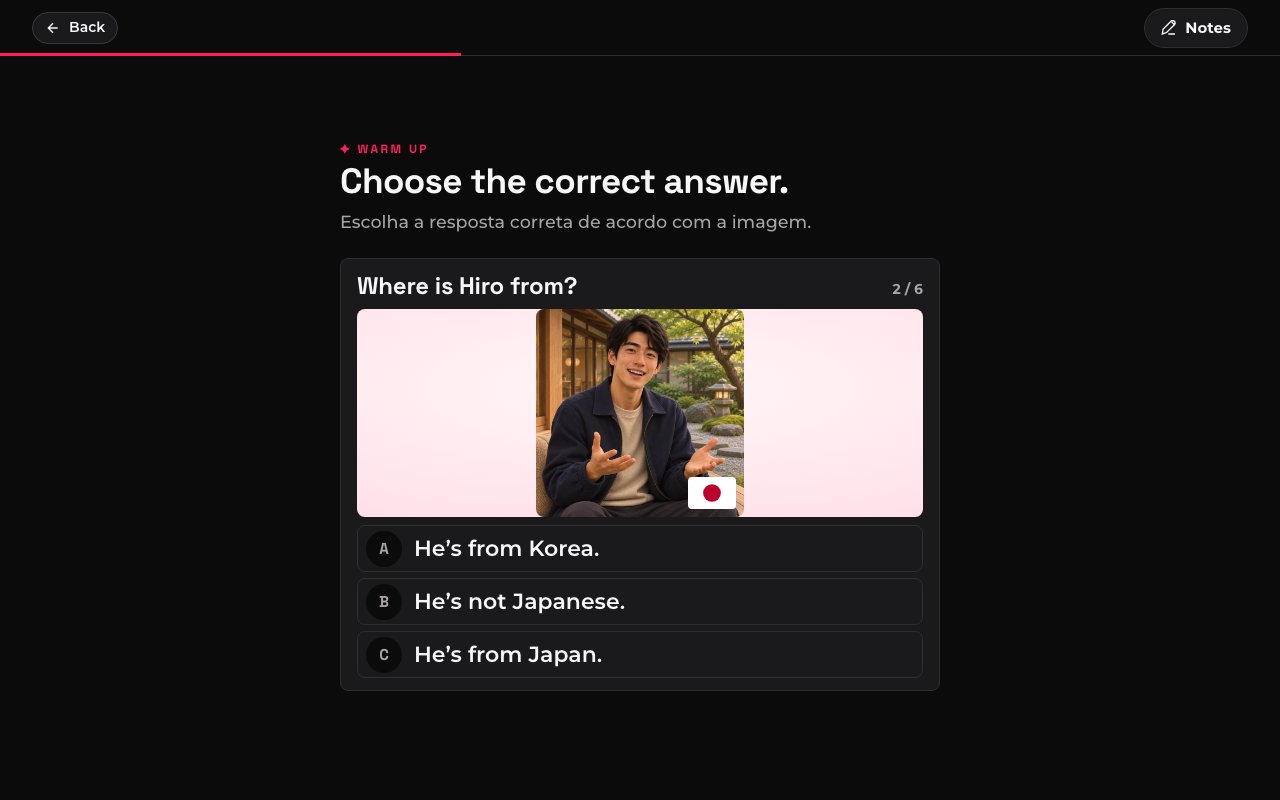 Back
Notes
WARM UP
Choose the correct answer.
Escolha a resposta correta de acordo com a imagem.
Where is Hiro from?
2 / 6
A
He’s from Korea.
B
He’s not Japanese.
C
He’s from Japan.